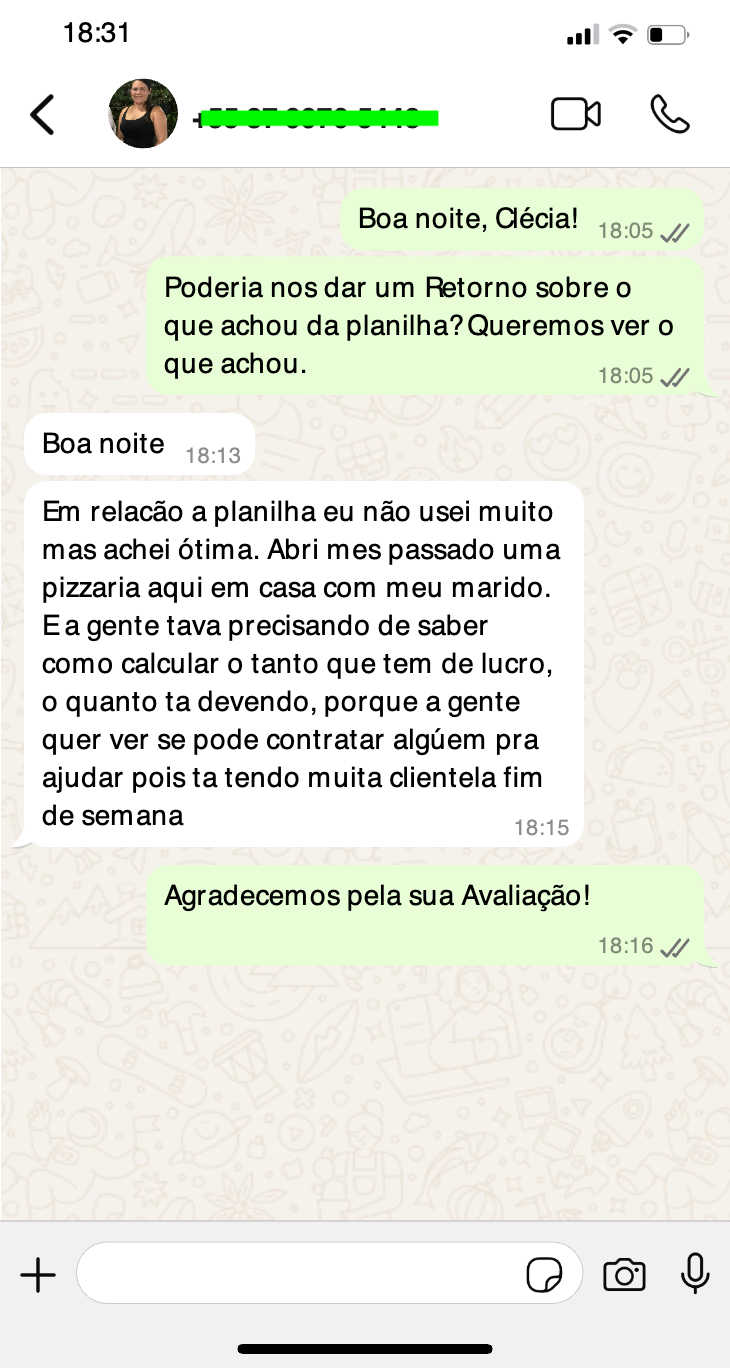 18:31
Boa noite, Clécia!
18:05
Poderia nos dar um Retorno sobre o
que achou da planilha? Queremos ver o
que achou.
18:05
Boa noite
18:13
Em relacão a planilha eu não usei muito
mas achei ótima. Abri mes passado uma
pizzaria aqui em casa com meu marido.
E a gente tava precisando de saber
como calcular o tanto que tem de lucro,
o quanto ta devendo, porque a gente
quer ver se pode contratar algúem pra
ajudar pois ta tendo muita clientela fim
de semana
18:15
Agradecemos pela sua Avaliação!
18:16